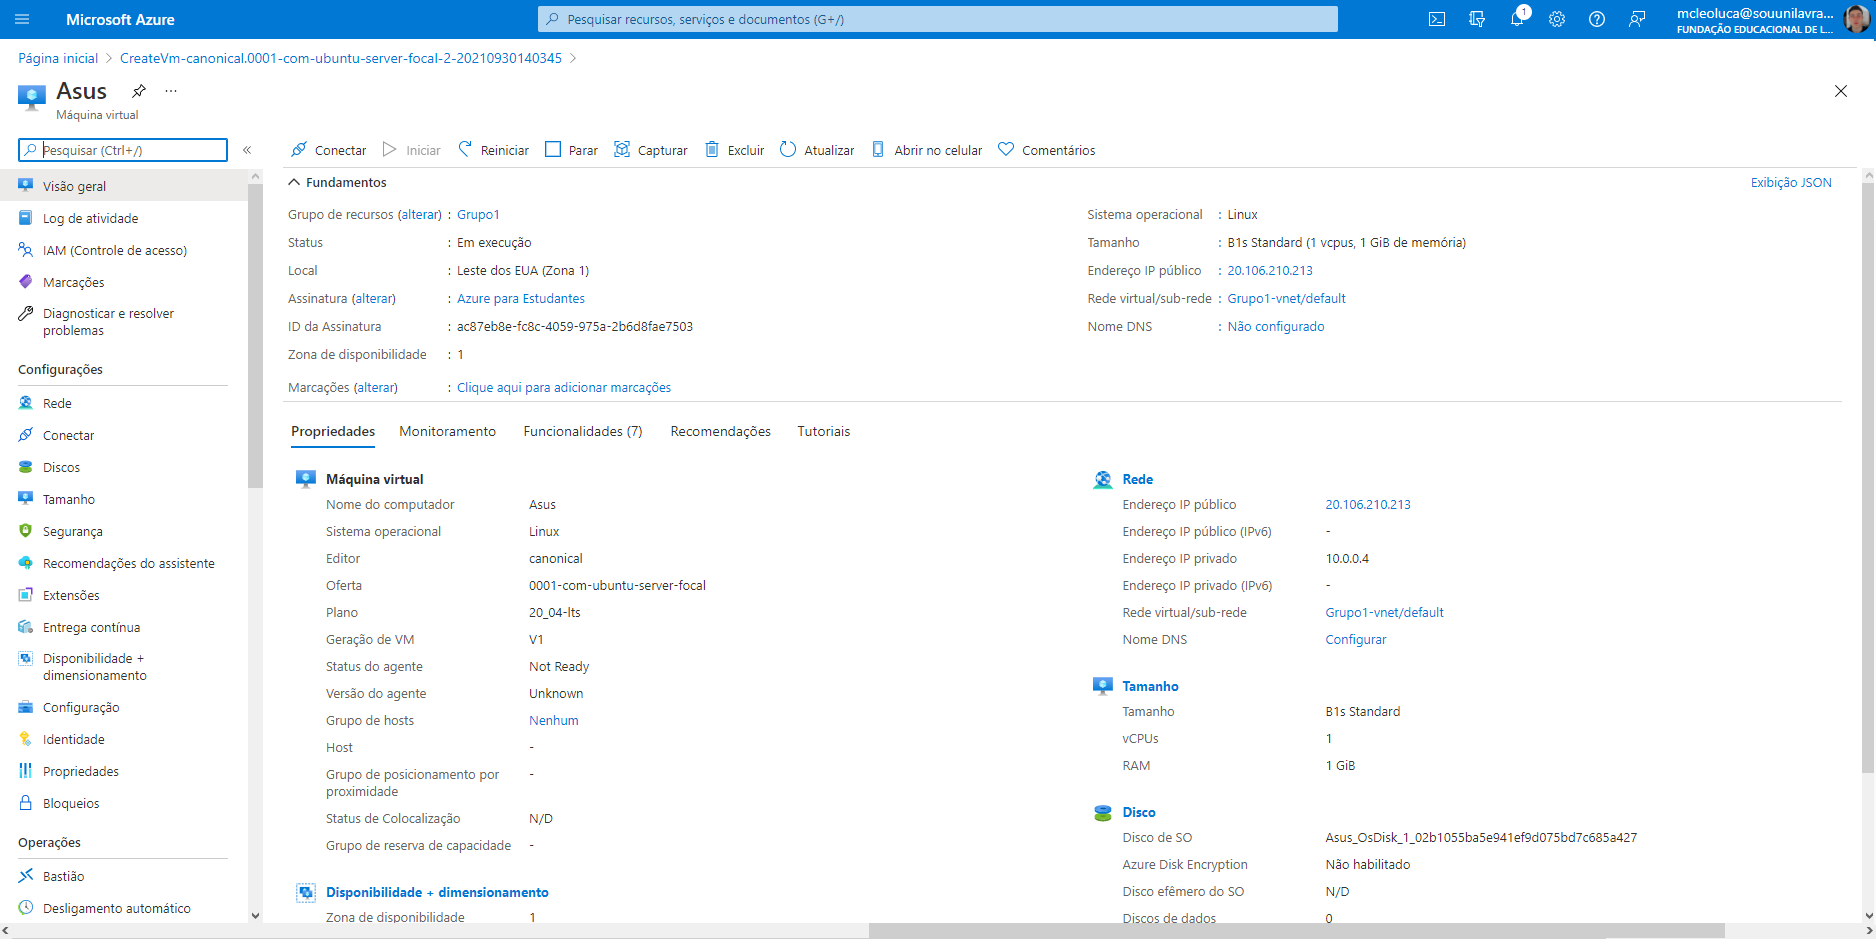 Microsoft Azure
Pesquisar recursos, serviços e documentos (G+/)
1
mcleoluca@souunilavra...
FUNDAÇÃO EDUCACIONAL DE L...
Página inicial > CreateVm-canonical.0001-com-ubuntu-server-focal-2-20210930140345 >
Asus
...
Máquina virtual
Pesquisar (Ctrl+/)
«
Conectar
Iniciar
Reiniciar
Parar
Capturar
Excluir
Atualizar
Abrir no celular
Comentários
Visão geral
Log de atividade
IAM (Controle de acesso)
Marcações
Diagnosticar e resolver
problemas
Configurações
Rede
Conectar
Discos
Tamanho
Segurança
Recomendações do assistente
Extensões
Entrega contínua
Disponibilidade +
dimensionamento
Configuração
Identidade
Propriedades
Bloqueios
Operações
Bastião
Desligamento automático
Fundamentos
Exibição JSON
Grupo de recursos (alterar) : Grupo1
Status : Em execução
Local : Leste dos EUA (Zona 1)
Assinatura (alterar) : Azure para Estudantes
ID da Assinatura : ac87eb8e-fc8c-4059-975a-2b6d8fae7503
Zona de disponibilidade : 1
Marcações (alterar) : Clique aqui para adicionar marcações
Sistema operacional : Linux
Tamanho : B1s Standard (1 vcpus, 1 GiB de memória)
Endereço IP público : 20.106.210.213
Rede virtual/sub-rede : Grupo1-vnet/default
Nome DNS : Não configurado
Propriedades
Monitoramento
Funcionalidades (7)
Recomendações
Tutoriais
Máquina virtual
Nome do computador Asus
Sistema operacional Linux
Editor canonical
Oferta 0001-com-ubuntu-server-focal
Plano 20_04-lts
Geração de VM V1
Status do agente Not Ready
Versão do agente Unknown
Grupo de hosts Nenhum
Host -
Grupo de posicionamento por -
proximidade
Status de Colocalização N/D
Grupo de reserva de capacidade -
Disponibilidade + dimensionamento
Zona de disponibilidade 1
Rede
Endereço IP público 20.106.210.213
Endereço IP público (IPv6) -
Endereço IP privado 10.0.0.4
Endereço IP privado (IPv6) -
Rede virtual/sub-rede Grupo1-vnet/default
Nome DNS Configurar
Tamanho
Tamanho B1s Standard
vCPUs 1
RAM 1 GiB
Disco
Disco de SO Asus_OsDisk_1_02b1055ba5e941ef9d075bd7c685a427
Azure Disk Encryption Não habilitado
Disco efêmero do SO N/D
Discos de dados 0